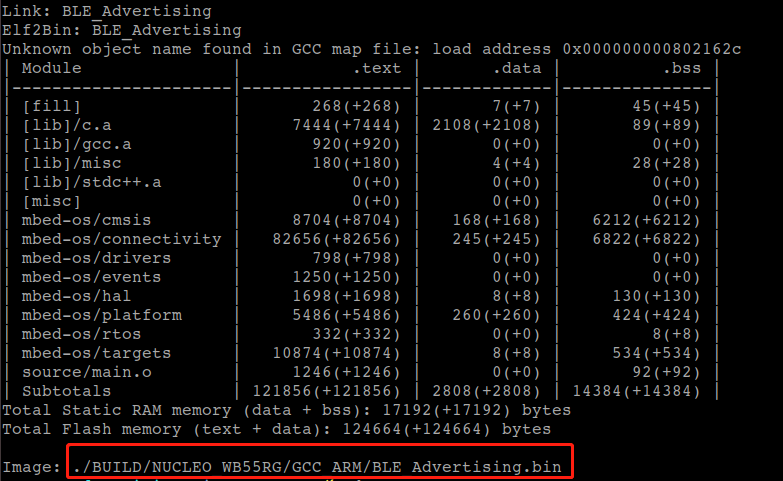 Link: BLE_Advertising
Elf2Bin: BLE_Advertising
Unknown object name found in GCC map file: load address 0x000000000802162c
| Module | .text | .data | .bss |
|----------------------|-----------------|-------------|---------------|
| [fill] | 268(+268) | 7(+7) | 45(+45) |
| [lib]/c.a | 7444(+7444) | 2108(+2108) | 89(+89) |
| [lib]/gcc.a | 920(+920) | 0(+0) | 0(+0) |
| [lib]/misc | 180(+180) | 4(+4) | 28(+28) |
| [lib]/stdc++.a | 0(+0) | 0(+0) | 0(+0) |
| [misc] | 0(+0) | 0(+0) | 0(+0) |
| mbed-os/cmsis | 8704(+8704) | 168(+168) | 6212(+6212) |
| mbed-os/connectivity | 82656(+82656) | 245(+245) | 6822(+6822) |
| mbed-os/drivers | 798(+798) | 0(+0) | 0(+0) |
| mbed-os/events | 1250(+1250) | 0(+0) | 0(+0) |
| mbed-os/hal | 1698(+1698) | 8(+8) | 130(+130) |
| mbed-os/platform | 5486(+5486) | 260(+260) | 424(+424) |
| mbed-os/rtos | 332(+332) | 0(+0) | 8(+8) |
| mbed-os/targets | 10874(+10874) | 8(+8) | 534(+534) |
| source/main.o | 1246(+1246) | 0(+0) | 92(+92) |
| Subtotals | 121856(+121856) | 2808(+2808) | 14384(+14384) |
Total Static RAM memory (data + bss): 17192(+17192) bytes
Total Flash memory (text + data): 124664(+124664) bytes
Image: ./BUILD/NUCLEO_WB55RG/GCC_ARM/BLE_Advertising.bin